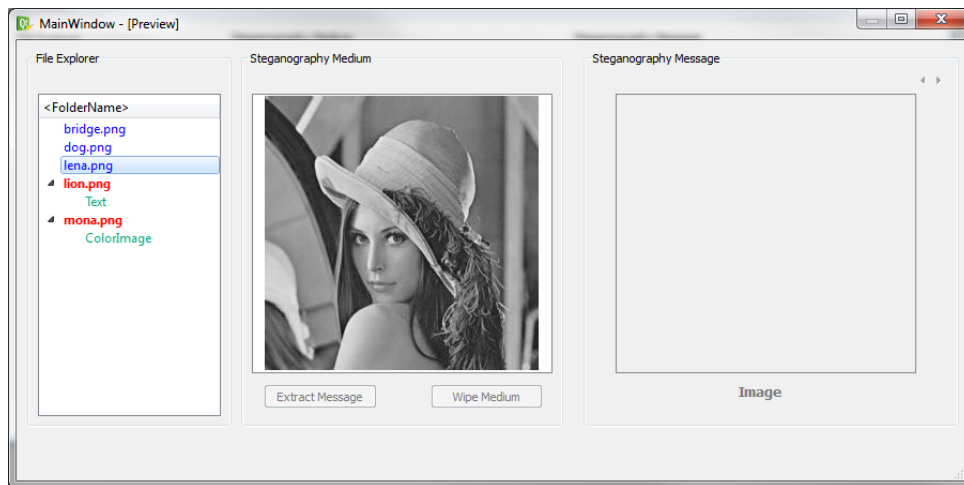 MainWindow - [Preview]
File Explorer
<FolderName>
bridge.png
dog.png
lena.png
lion.png
Text
mona.png
ColorImage
Steganography Medium
Extract Message
Wipe Medium
Steganography Message
Image